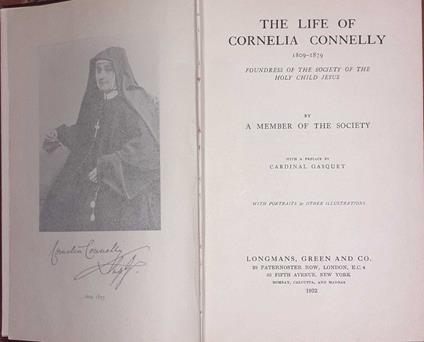 Cornelia Connelly
THE LIFE OF
CORNELIA CONNELLY
1809-1879
FOUNDRESS OF THE SOCIETY OF THE
HOLY CHILD JESUS
BY
A MEMBER OF THE SOCIETY
WITH A PREFACE BY
CARDINAL GASQUET
WITH PORTRAITS & OTHER ILLUSTRATIONS
LONGMANS, GREEN AND CO.
39 PATERNOSTER ROW, LONDON, E.C. 4
55 FIFTH AVENUE, NEW YORK
BOMBAY, CALCUTTA, AND MADRAS
1922